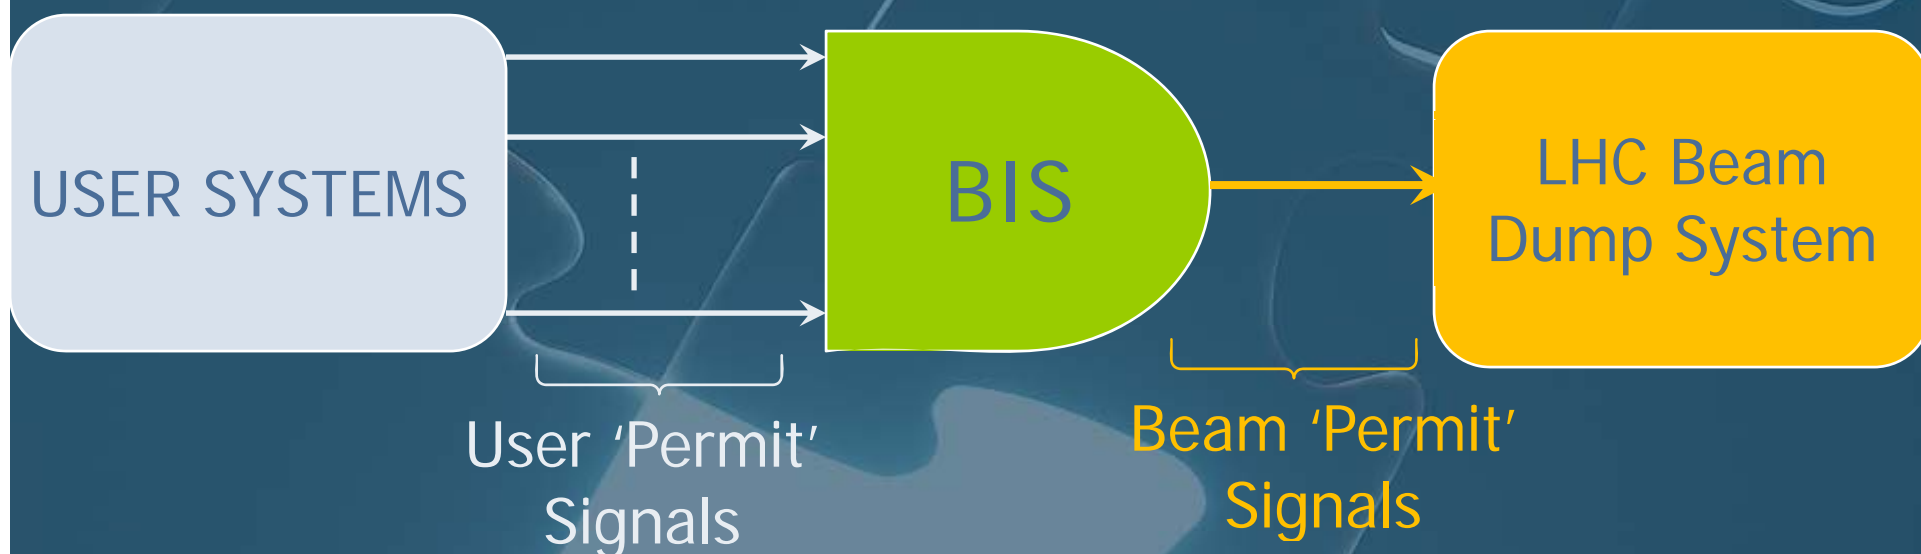 USER SYSTEMS
BIS
LHC Beam
Dump System
User ‘Permit’
Signals
Beam ‘Permit’
Signals